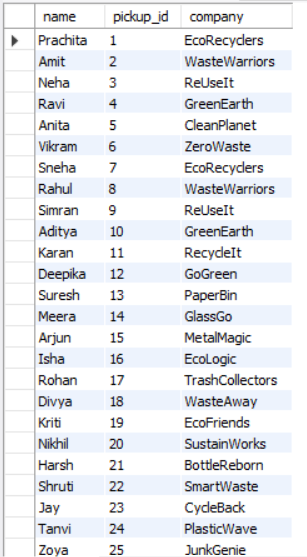 name pickup_id company
Prachita 1 EcoRecyclers
Amit 2 WasteWarriors
Neha 3 ReUseIt
Ravi 4 GreenEarth
Anita 5 CleanPlanet
Vikram 6 ZeroWaste
Sneha 7 EcoRecyclers
Rahul 8 WasteWarriors
Simran 9 ReUseIt
Aditya 10 GreenEarth
Karan 11 RecycleIt
Deepika 12 GoGreen
Suresh 13 PaperBin
Meera 14 GlassGo
Arjun 15 MetalMagic
Isha 16 EcoLogic
Rohan 17 TrashCollectors
Divya 18 WasteAway
Kriti 19 EcoFriends
Nikhil 20 SustainWorks
Harsh 21 BottleReborn
Shruti 22 SmartWaste
Jay 23 CycleBack
Tanvi 24 PlasticWave
Zoya 25 JunkGenie